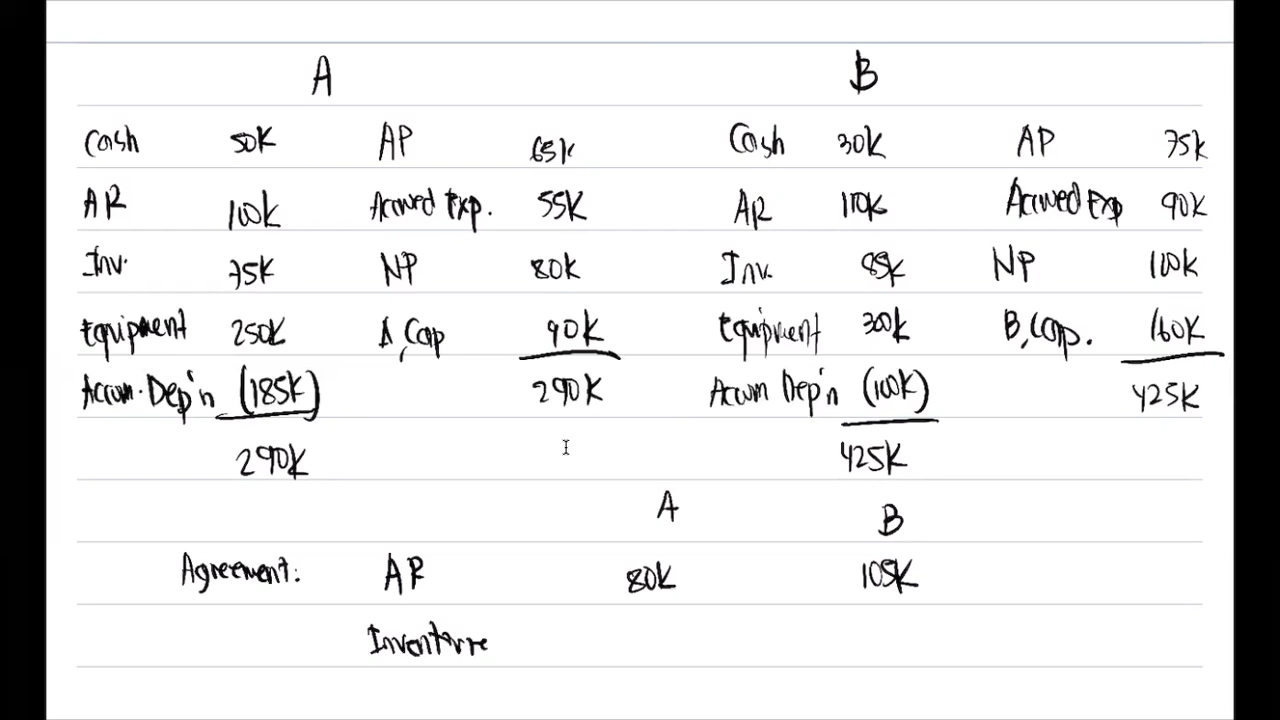 A B
Cash 50K AP 65K Cash 30K AP 75K
AR 100K Accrued Exp. 55K AR 110K Accrued Exp 90K
Inv. 75K NP 80K Inv. 85K NP 100K
Equipment 250K A, Cap 90K Equipment 300K B, Cap. 160K
Accum. Dep'n (185K) 290K Accum Dep'n (100K) 425K
290K 425K
A B
Agreement: AR 80K 105K
Inventorie